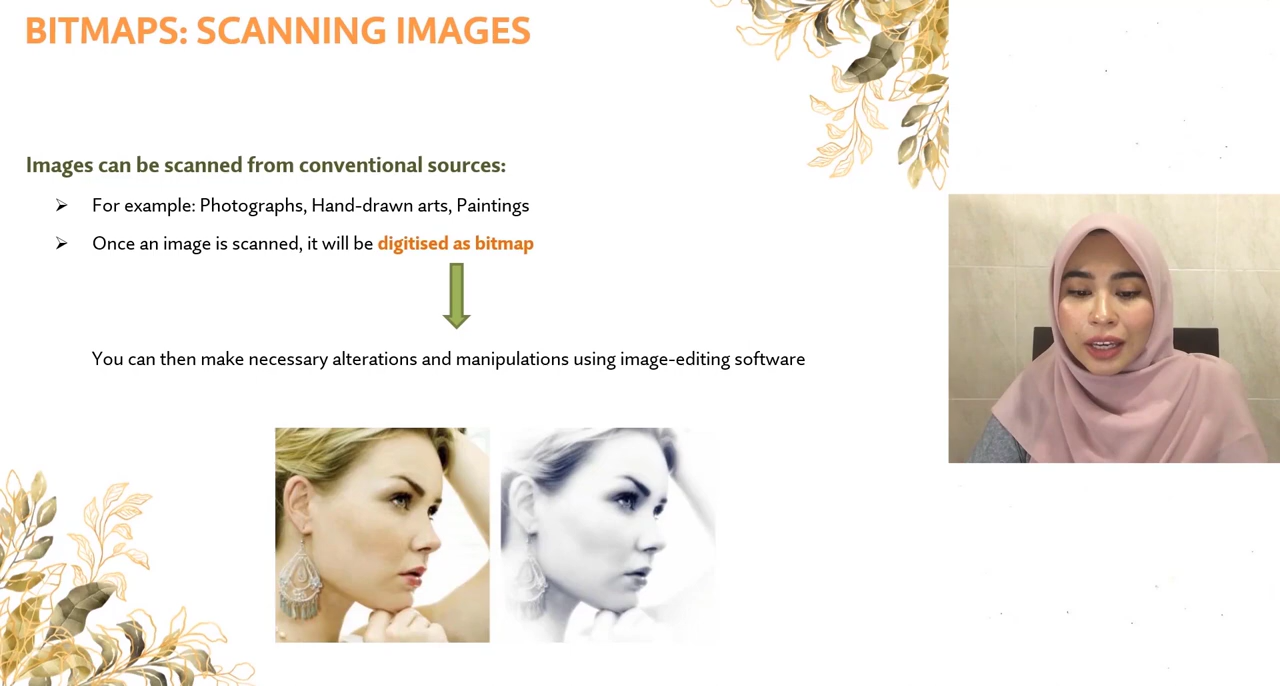 BITMAPS: SCANNING IMAGES
Images can be scanned from conventional sources:
For example: Photographs, Hand-drawn arts, Paintings
Once an image is scanned, it will be digitised as bitmap
You can then make necessary alterations and manipulations using image-editing software